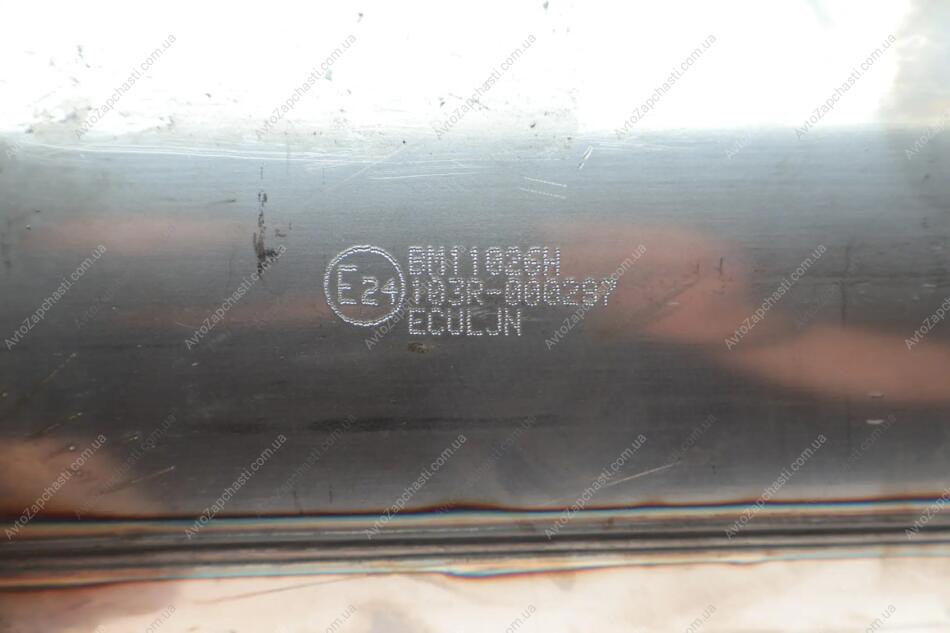 E24
BM11026H
103R-000297
ECULJN
AvtoZapchasti.com.ua